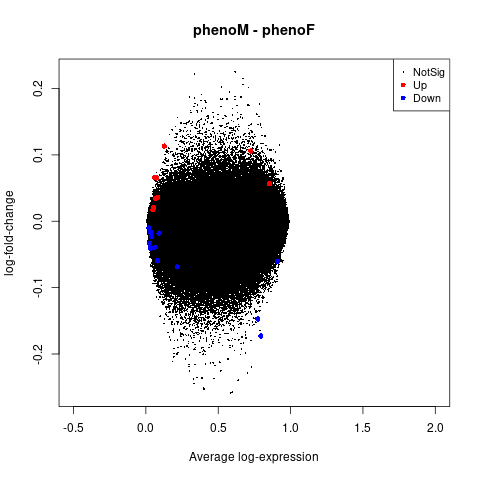 phenoM - phenoF
NotSig
Up
Down
log-fold-change
0.2
0.1
0.0
-0.1
-0.2
-0.5
0.0
0.5
1.0
1.5
2.0
Average log-expression